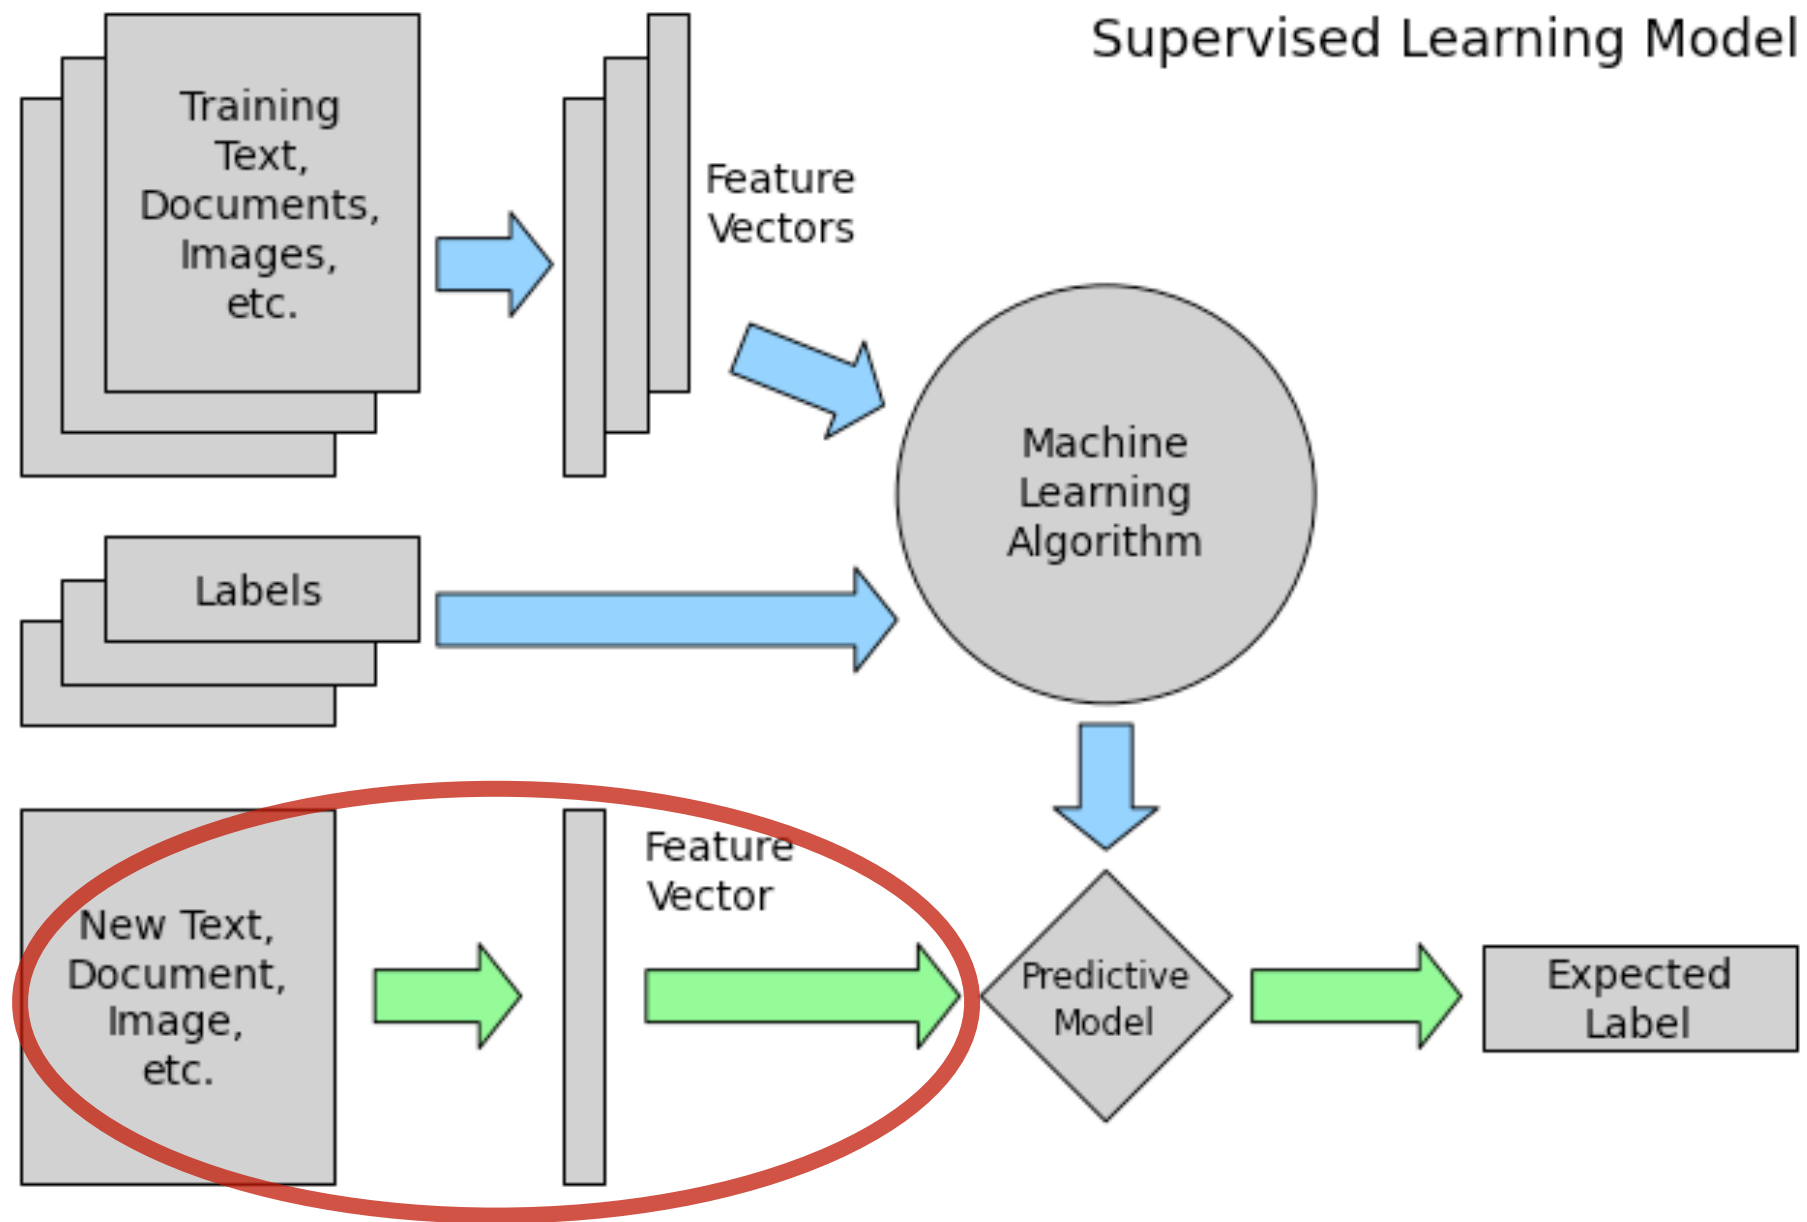 Supervised Learning Model
Training
Text,
Documents,
Images,
etc.
Feature
Vectors
Machine
Learning
Algorithm
Labels
New Text,
Document,
Image,
etc.
Feature
Vector
Predictive
Model
Expected
Label